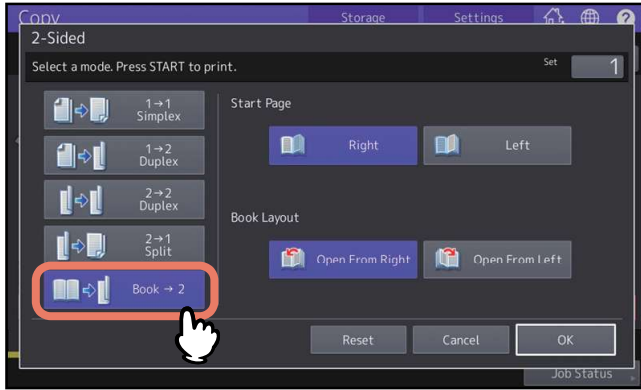 Copy
Storage
Settings
?
2-Sided
Select a mode. Press START to print.
Set
1
1→1
Simplex
Start Page
Right
Left
1→2
Duplex
2→2
Duplex
Book Layout
2→1
Split
Open From Right
Open From Left
Book → 2
Reset
Cancel
OK
Job Status